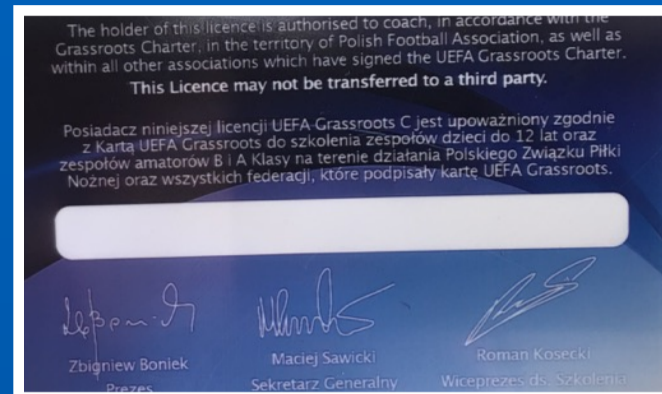 The holder of this licence is authorised to coach, in accordance with the
Grassroots Charter, in the territory of Polish Football Association, as well as
within all other associations which have signed the UEFA Grassroots Charter.
This Licence may not be transferred to a third party.
Posiadacz niniejszej licencji UEFA Grassroots C jest upoważniony zgodnie
z Kartą UEFA Grassroots do szkolenia zespołów dzieci do 12 lat oraz
zespołów amatorów B i A Klasy na terenie działania Polskiego Związku Piłki
Nożnej oraz wszystkich federacji, które podpisały kartę UEFA Grassroots.
Zbigniew Boniek Maciej Sawicki Roman Kosecki
Prezes Sekretarz Generalny Wiceprezes ds. Szkolenia